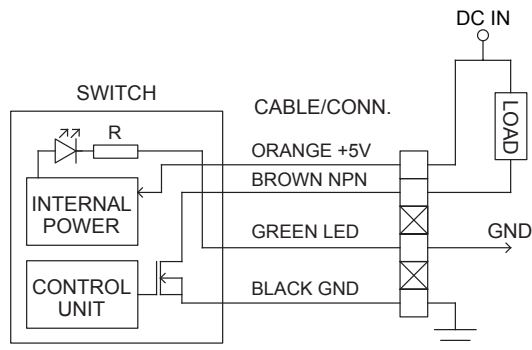 DC IN
SWITCH
CABLE/CONN.
LOAD
R
ORANGE +5V
BROWN NPN
INTERNAL
POWER
GREEN LED
GND
CONTROL
UNIT
BLACK GND